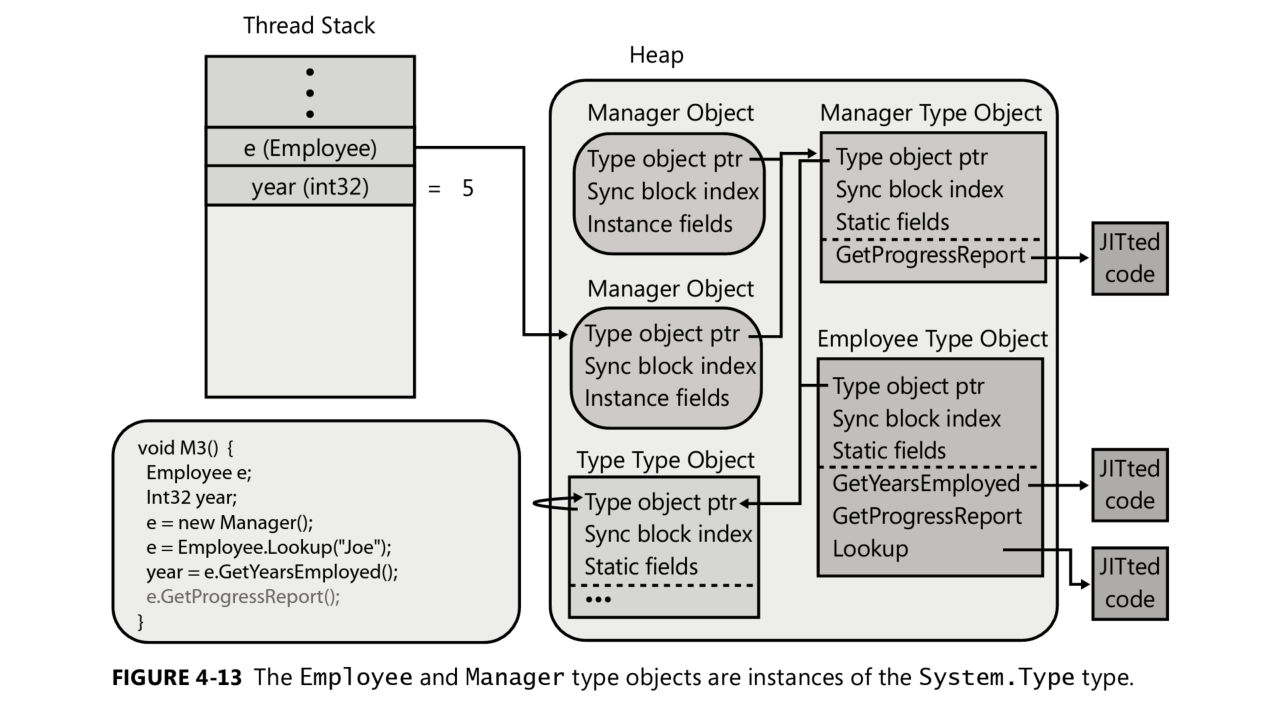 Thread Stack
e (Employee)
year (int32)
= 5
Heap
Manager Object
Type object ptr
Sync block index
Instance fields
Manager Object
Type object ptr
Sync block index
Instance fields
Type Type Object
Type object ptr
Sync block index
Static fields
•••
Manager Type Object
Type object ptr
Sync block index
Static fields
GetProgressReport
JITted
code
Employee Type Object
Type object ptr
Sync block index
Static fields
GetYearsEmployed
GetProgressReport
Lookup
JITted
code
JITted
code
void M3() {
Employee e;
Int32 year;
e = new Manager();
e = Employee.Lookup("Joe");
year = e.GetYearsEmployed();
e.GetProgressReport();
}
FIGURE 4-13 The Employee and Manager type objects are instances of the System.Type type.